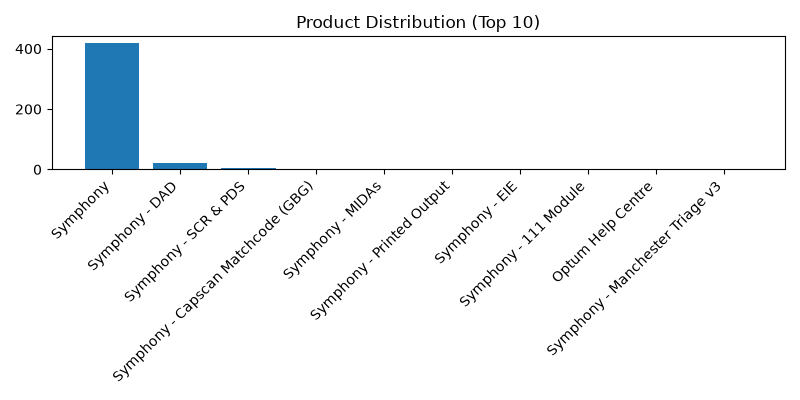 Product Distribution (Top 10)
400
200
0
Symphony
Symphony - DAD
Symphony - SCR & PDS
Symphony - Capscan Matchcode (GBG)
Symphony - MIDAs
Symphony - Printed Output
Symphony - EIE
Symphony - 111 Module
Optum Help Centre
Symphony - Manchester Triage v3